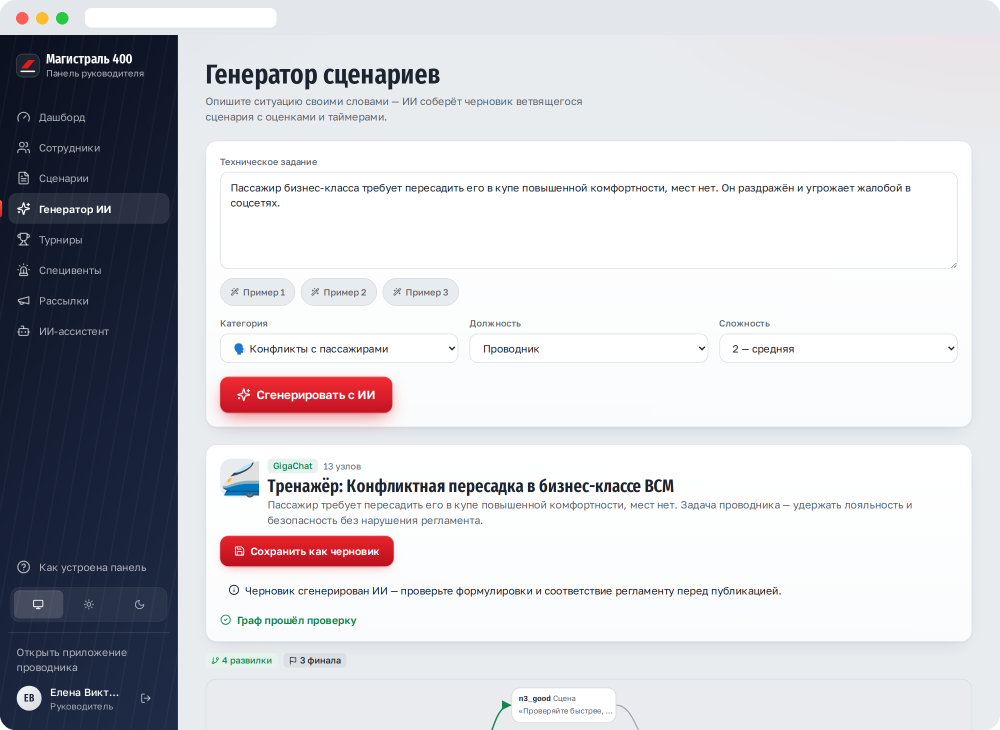 Магистраль 400
Панель руководителя
Дашборд
Сотрудники
Сценарии
Генератор ИИ
Турниры
Специвенты
Рассылки
ИИ-ассистент
Как устроена панель
Открыть приложение
проводника
ЕВ
Елена Викт...
Руководитель
Генератор сценариев
Опишите ситуацию своими словами — ИИ соберёт черновик ветвящегося
сценария с оценками и таймерами.
Техническое задание
Пассажир бизнес-класса требует пересадить его в купе повышенной комфортности, мест нет. Он раздражён и угрожает жалобой в
соцсетях.
Пример 1
Пример 2
Пример 3
Категория
Должность
Сложность
Конфликты с пассажирами
Проводник
2 — средняя
Сгенерировать с ИИ
GigaChat 13 узлов
Тренажёр: Конфликтная пересадка в бизнес-классе ВСМ
Пассажир требует пересадить его в купе повышенной комфортности, мест нет. Задача проводника — удержать лояльность и
безопасность без нарушения регламента.
Сохранить как черновик
Черновик сгенерирован ИИ — проверьте формулировки и соответствие регламенту перед публикацией.
Граф прошёл проверку
4 развилки
3 финала
n3_good Сцена
«Проверяйте быстрее, ...